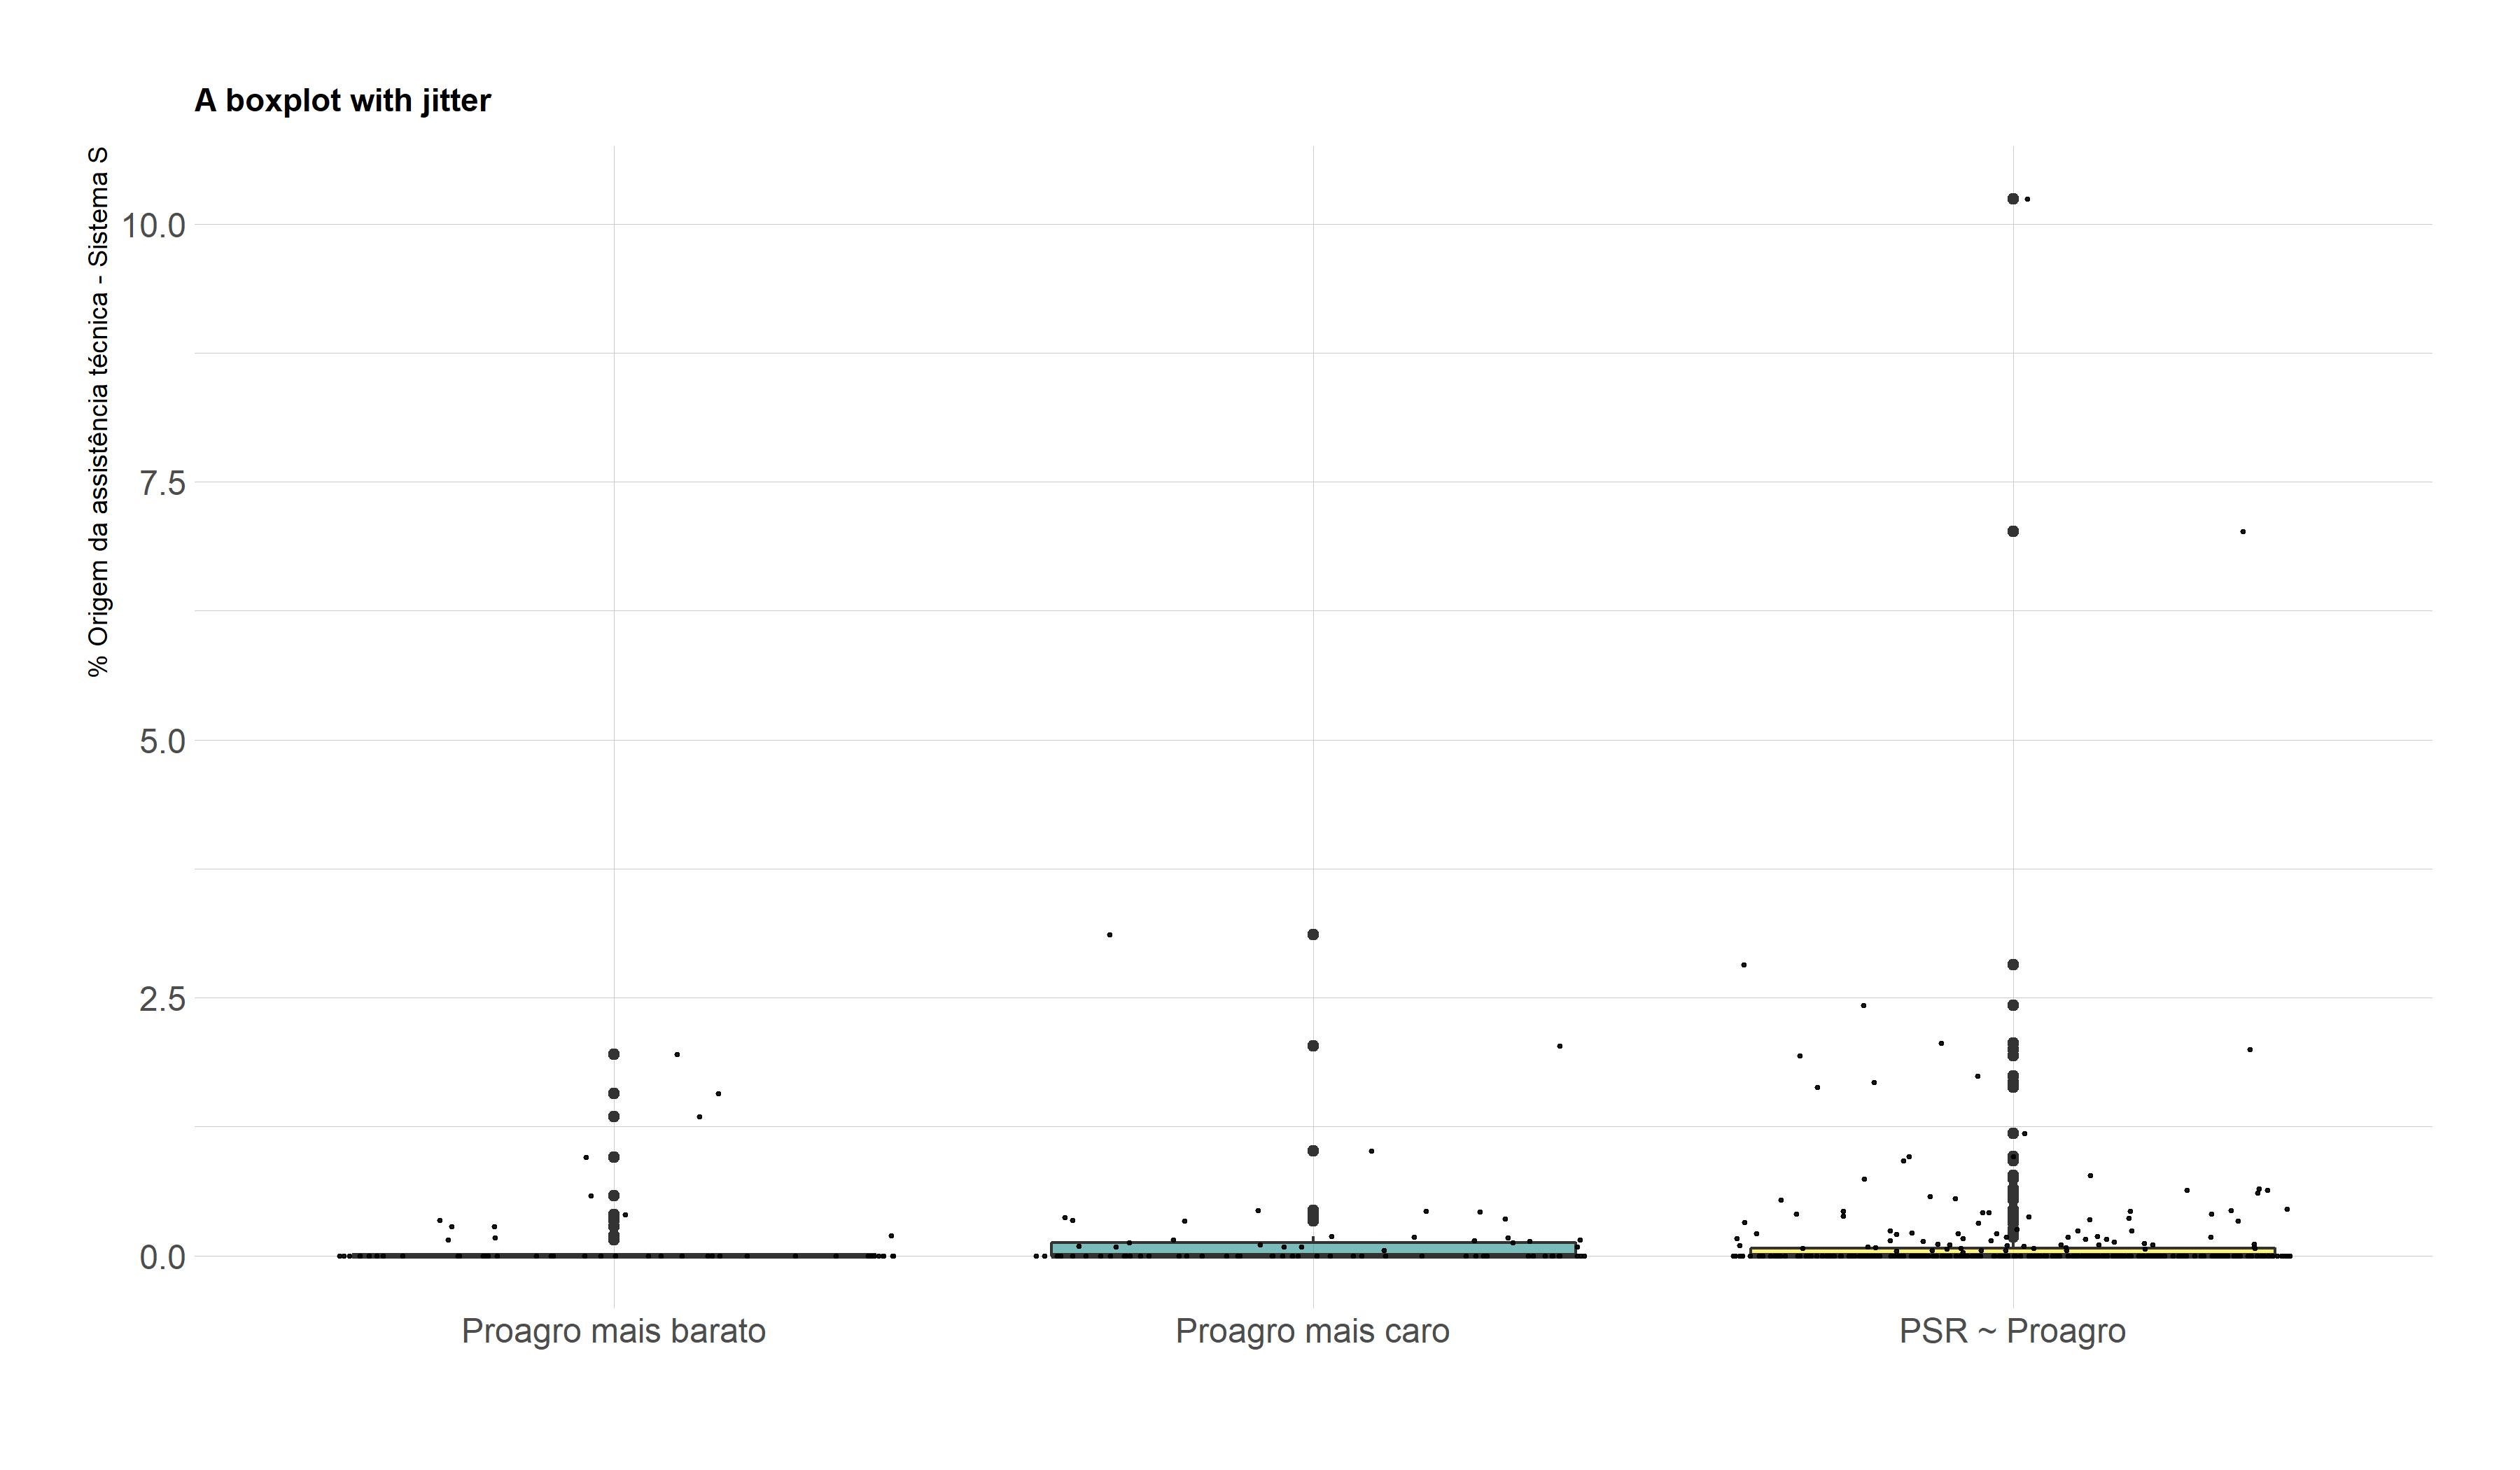 A boxplot with jitter
% Origem da assistência técnica - Sistema S
10.0
7.5
5.0
2.5
0.0
Proagro mais barato
Proagro mais caro
PSR ~ Proagro